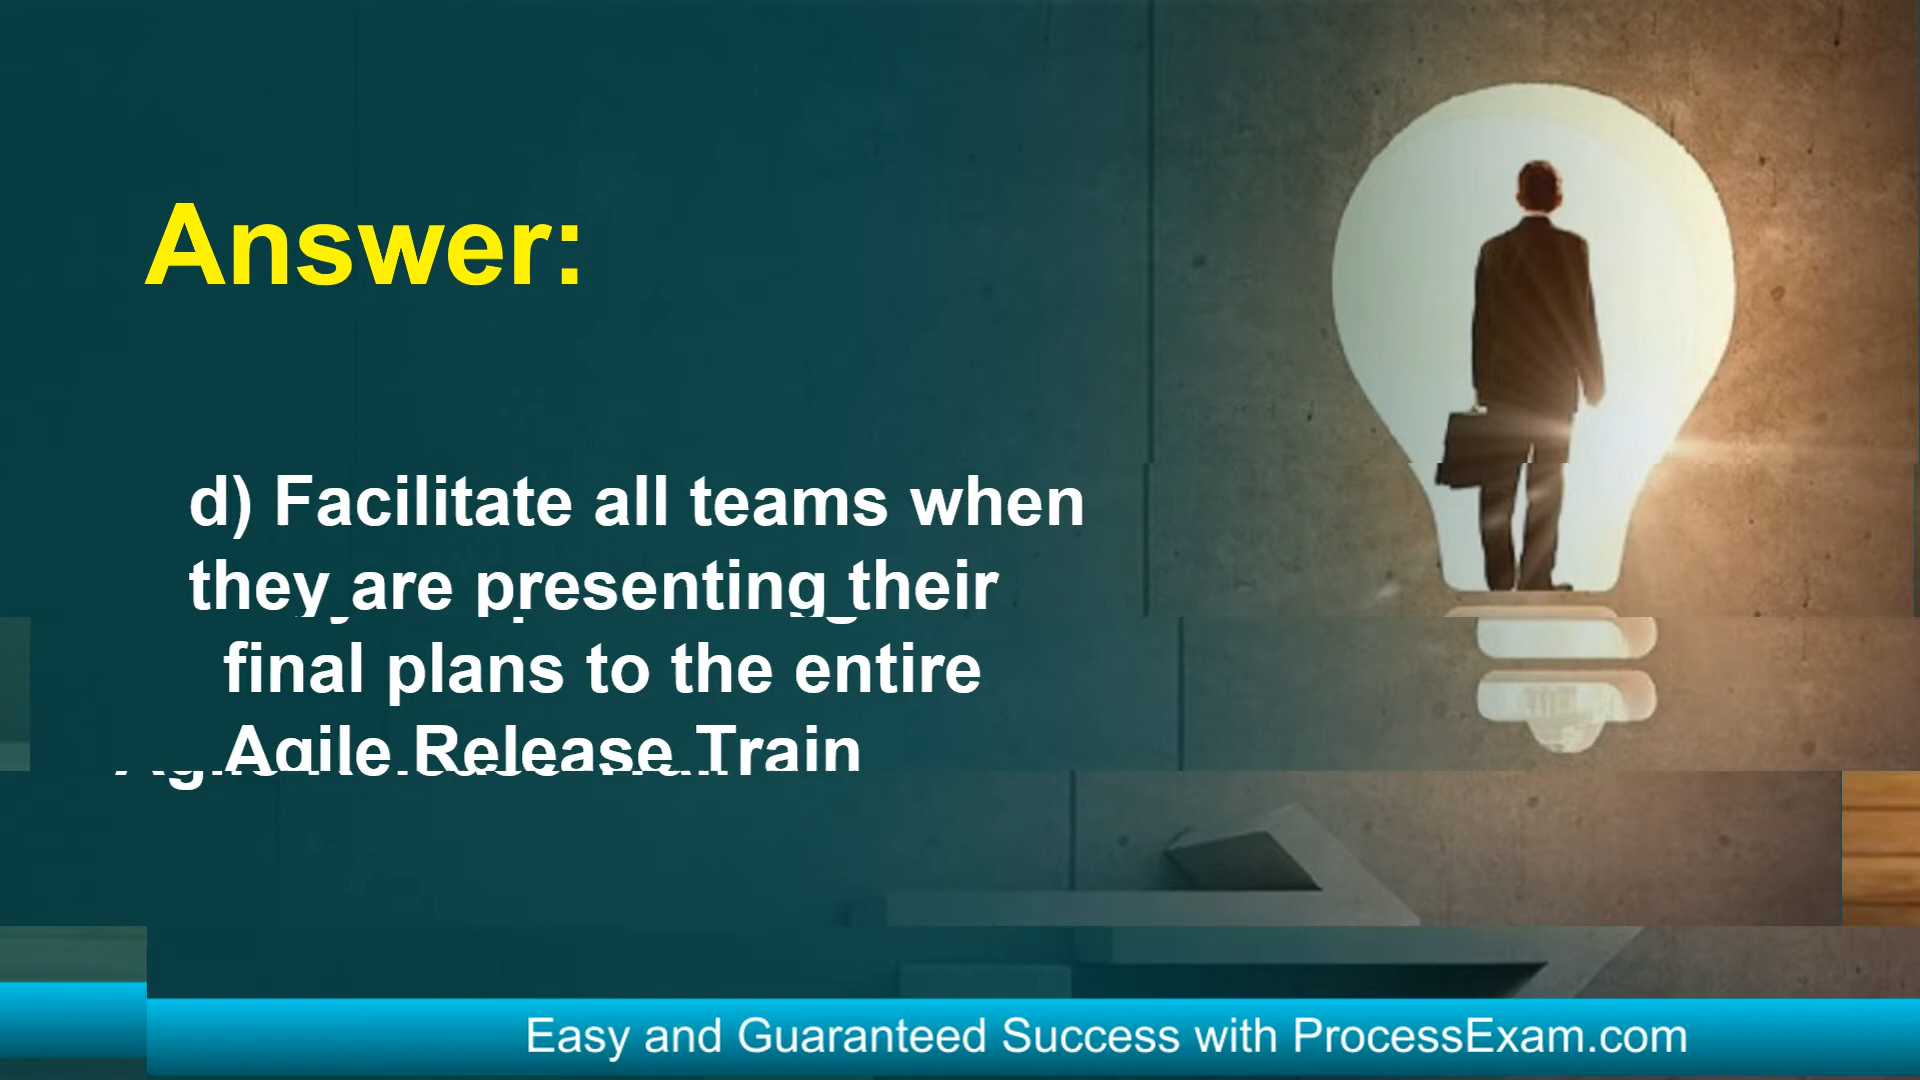 Answer:
d) Facilitate all teams when
they are presenting their
final plans to the entire
Agile Release Train
Easy and Guaranteed Success with ProcessExam.com